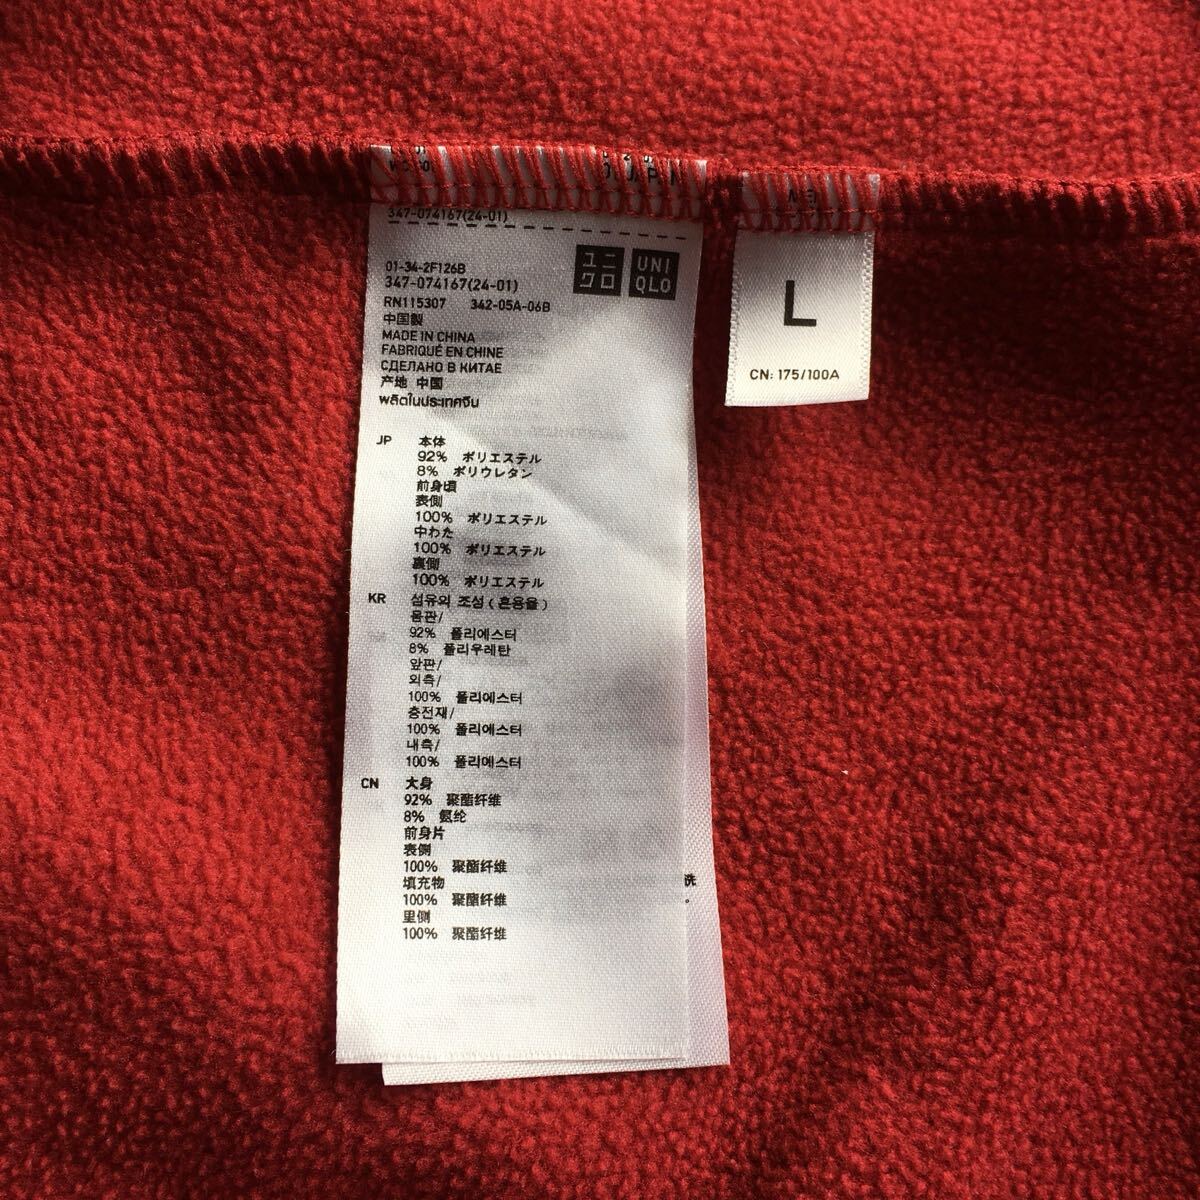 347-074167(24-01)
ユニ
クロ
UNI
QLO
01-34-2F126B
347-074167(24-01)
RN115307 342-05A-06B
中国製
MADE IN CHINA
FABRIQUÉ EN CHINE
СДЕЛАНО В КИТАЕ
产地 中国
ผลิตในประเทศจีน
JP 本体
92% ポリエステル
8% ポリウレタン
前身頃
表側
100% ポリエステル
中わた
100% ポリエステル
裏側
100% ポリエステル
KR 섬유의 조성 ( 혼용율 )
몸판/
92% 폴리에스터
8% 폴리우레탄
앞판/
외측/
100% 폴리에스터
충전재/
100% 폴리에스터
내측/
100% 폴리에스터
CN 大身
92% 聚酯纤维
8% 氨纶
前身片
表侧
100% 聚酯纤维
填充物
100% 聚酯纤维
里侧
100% 聚酯纤维
洗
。
L
CN: 175/100A